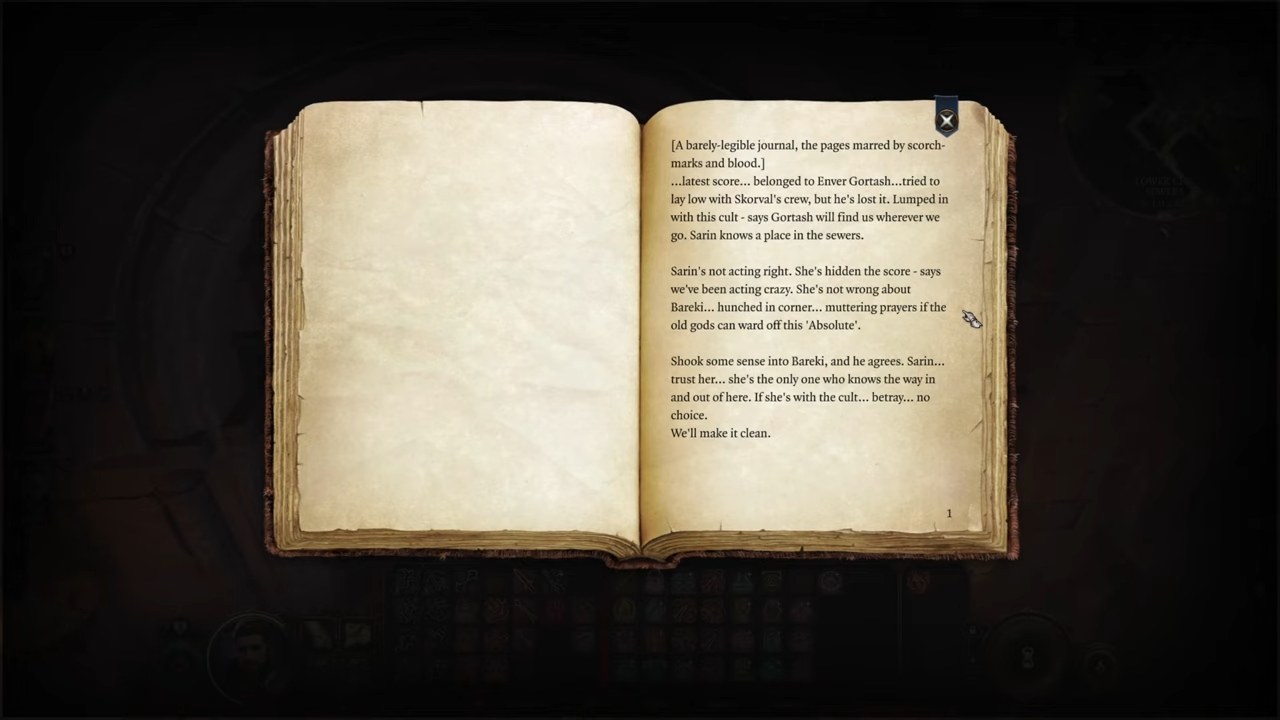 [A barely-legible journal, the pages marred by scorch-
marks and blood.]
...latest score... belonged to Enver Gortash...tried to
lay low with Skorval's crew, but he's lost it. Lumped in
with this cult - says Gortash will find us wherever we
go. Sarin knows a place in the sewers.
Sarin's not acting right. She's hidden the score - says
we've been acting crazy. She's not wrong about
Bareki... hunched in corner... muttering prayers if the
old gods can ward off this 'Absolute'.
Shook some sense into Bareki, and he agrees. Sarin...
trust her... she's the only one who knows the way in
and out of here. If she's with the cult... betray... no
choice.
We'll make it clean.
1